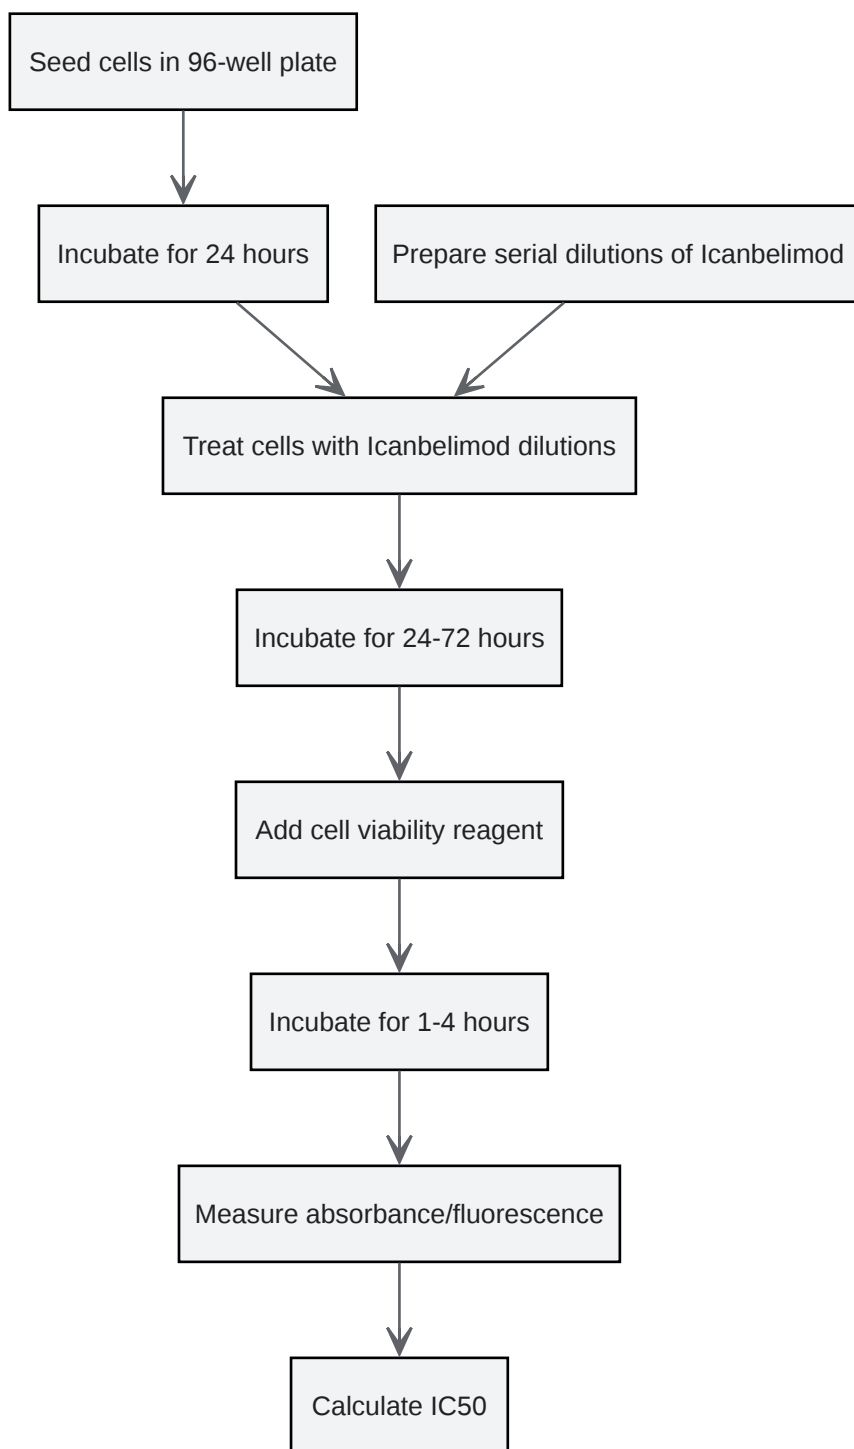 Seed cells in 96-well plate
Incubate for 24 hours
Prepare serial dilutions of Icanbelimod
Treat cells with Icanbelimod dilutions
Incubate for 24-72 hours
Add cell viability reagent
Incubate for 1-4 hours
Measure absorbance/fluorescence
Calculate IC50